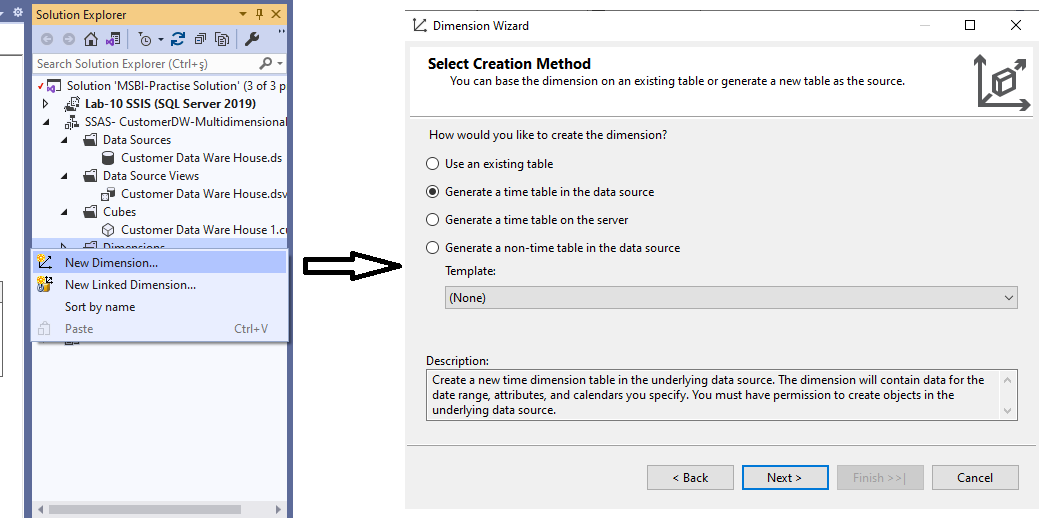 Solution Explorer
Search Solution Explorer (Ctrl+ş)
Solution 'MSBI-Practise Solution' (3 of 3 p
Lab-10 SSIS (SQL Server 2019)
SSAS- CustomerDW-Multidimensional
Data Sources
Customer Data Ware House.ds
Data Source Views
Customer Data Ware House.dsv
Cubes
Customer Data Ware House 1.cu
Dimensions
New Dimension...
New Linked Dimension...
Sort by name
Paste Ctrl+V
Dimension Wizard
Select Creation Method
You can base the dimension on an existing table or generate a new table as the source.
How would you like to create the dimension?
Use an existing table
Generate a time table in the data source
Generate a time table on the server
Generate a non-time table in the data source
Template:
(None)
Description:
Create a new time dimension table in the underlying data source. The dimension will contain data for the
date range, attributes, and calendars you specify. You must have permission to create objects in the
underlying data source.
< Back Next > Finish >>| Cancel